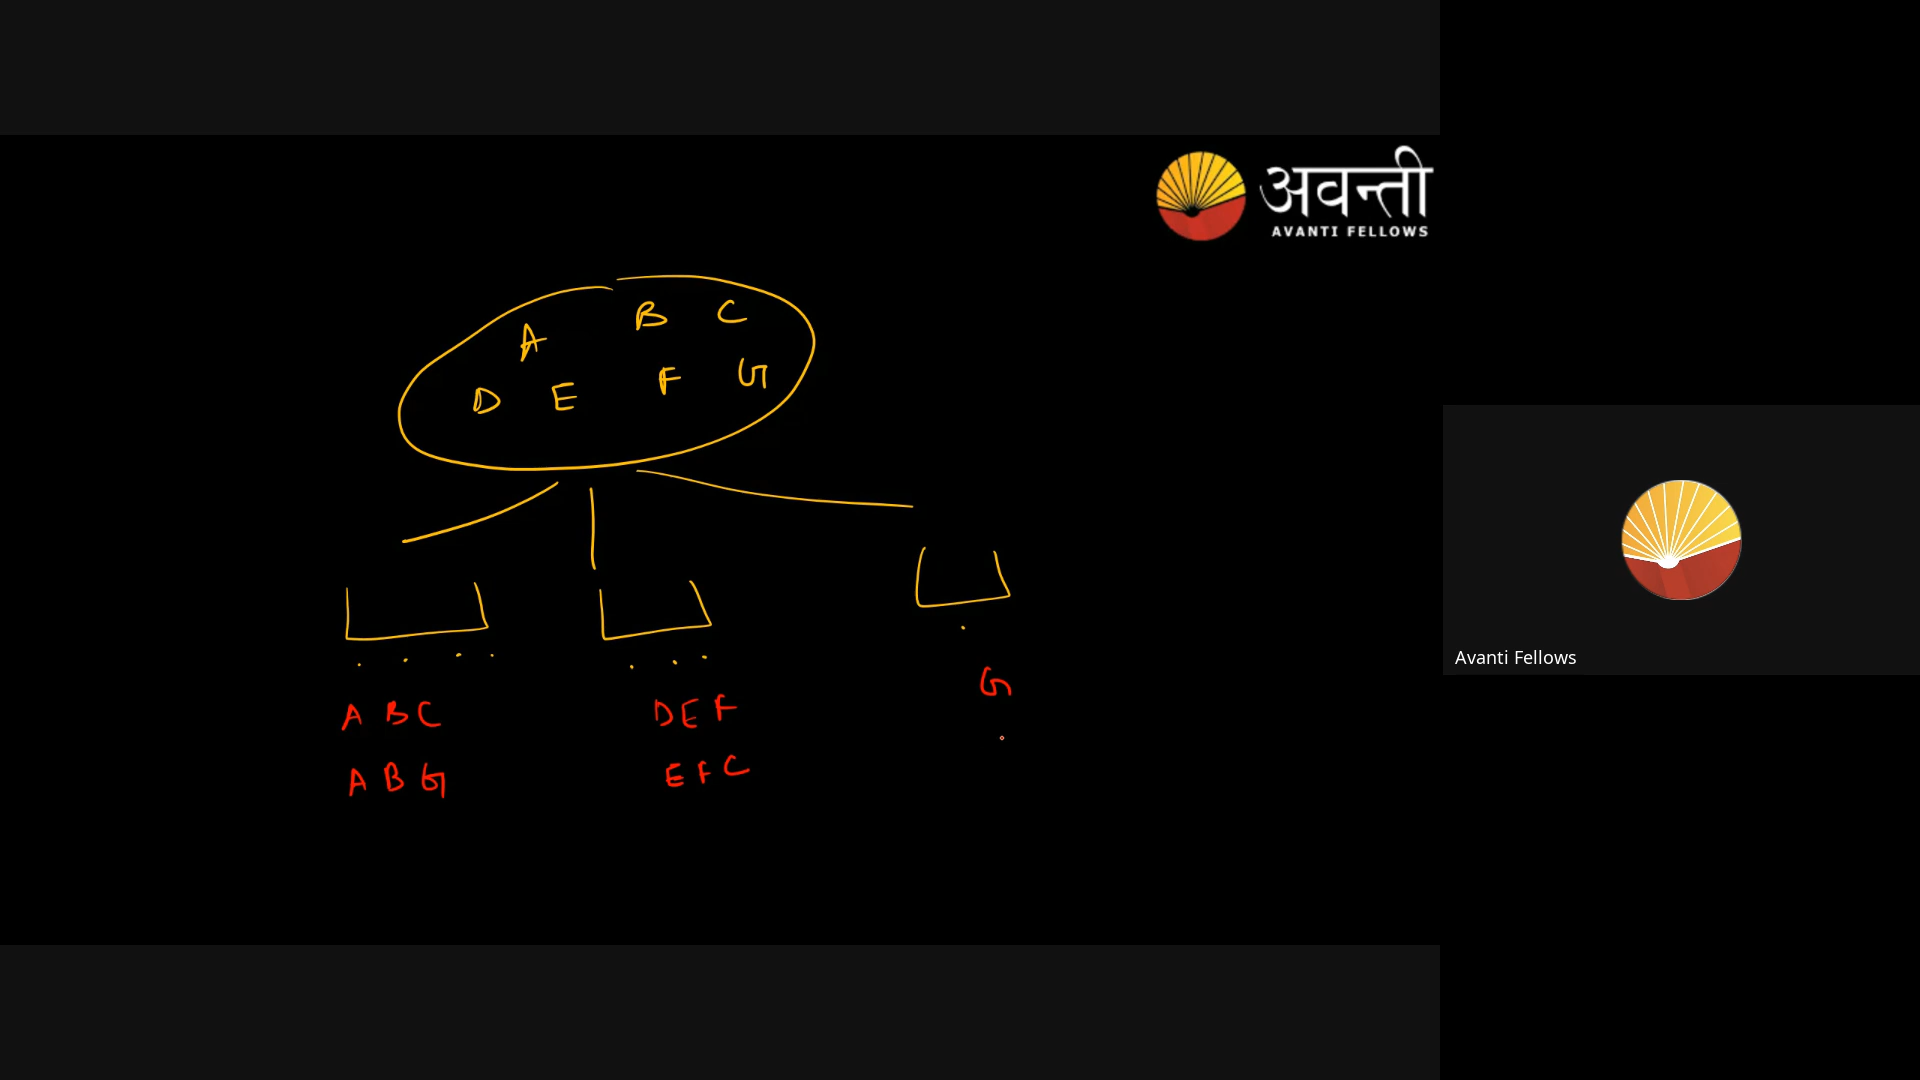 अवन्ती
AVANTI FELLOWS
A B C
D E F G
Avanti Fellows
A B C D E F G
A B G E F C